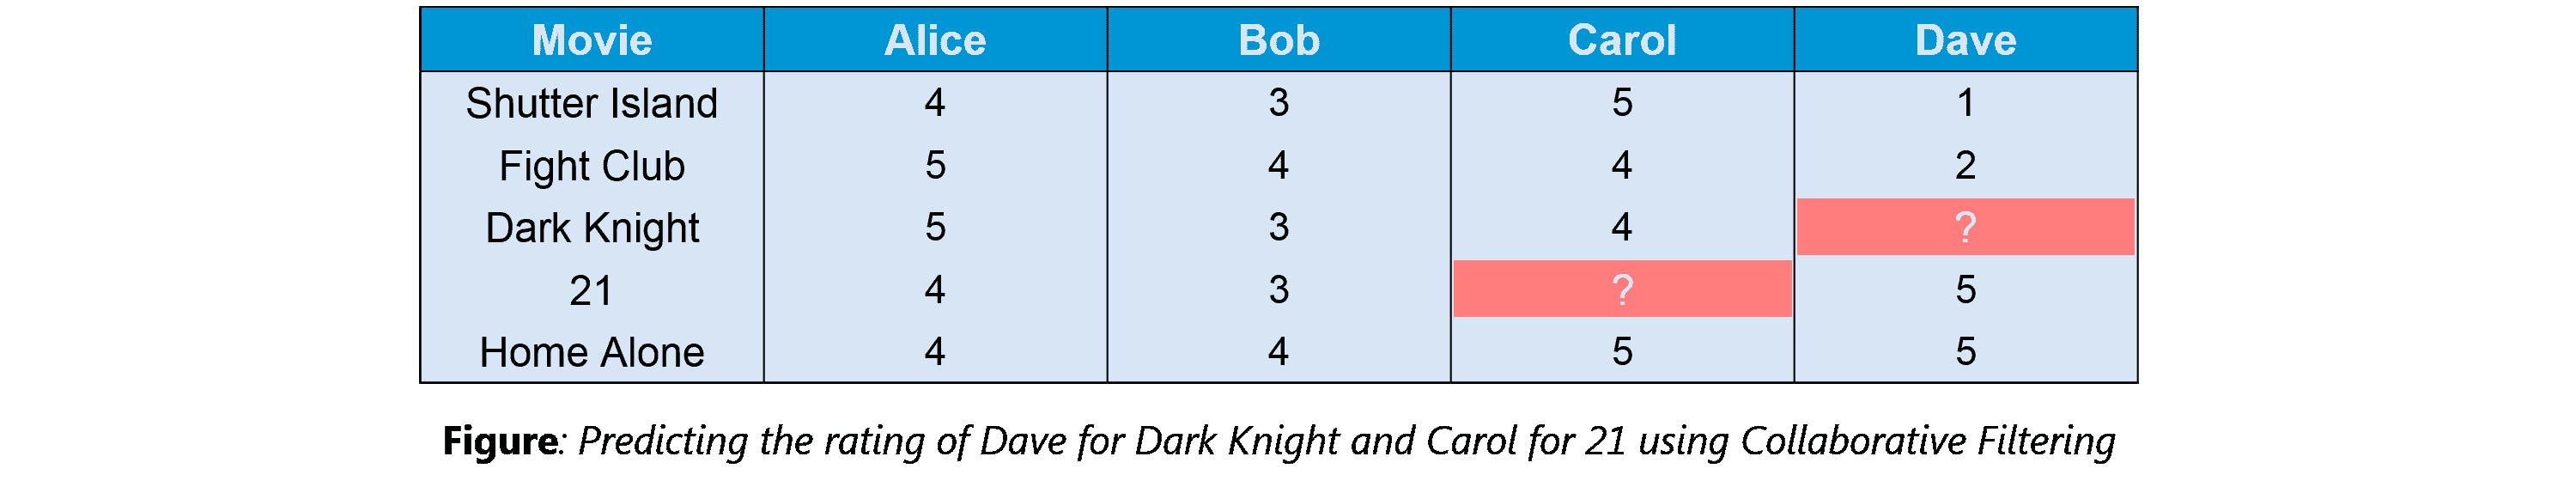 Movie Alice Bob Carol Dave
Shutter Island 4 3 5 1
Fight Club 5 4 4 2
Dark Knight 5 3 4 ?
21 4 3 ? 5
Home Alone 4 4 5 5
Figure: Predicting the rating of Dave for Dark Knight and Carol for 21 using Collaborative Filtering